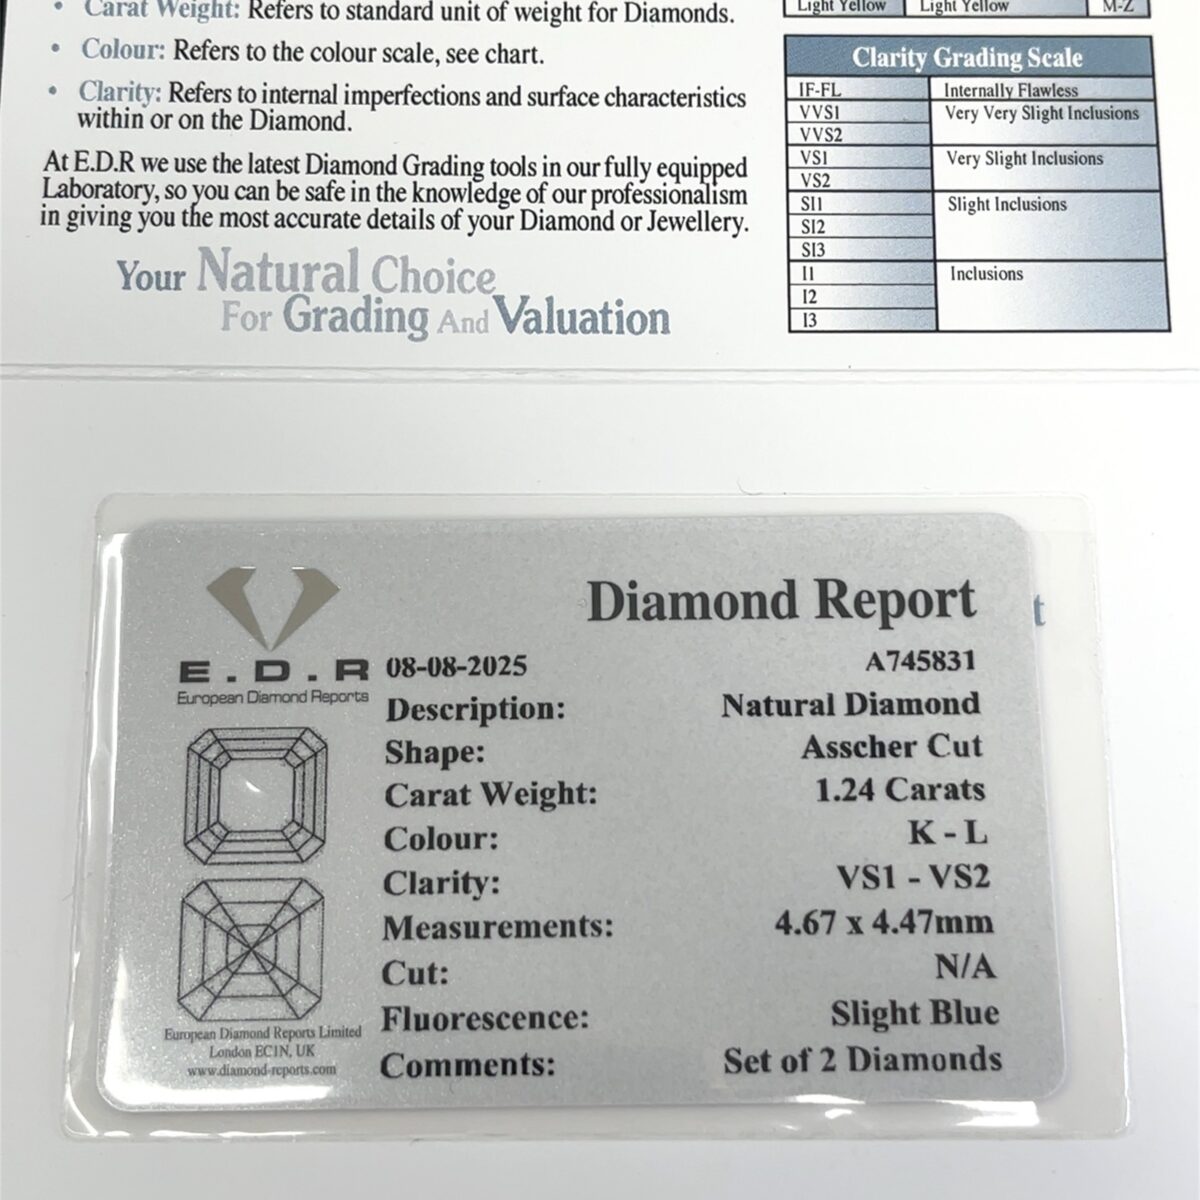 • Carat Weight: Refers to standard unit of weight for Diamonds.
• Colour: Refers to the colour scale, see chart.
• Clarity: Refers to internal imperfections and surface characteristics
within or on the Diamond.
At E.D.R we use the latest Diamond Grading tools in our fully equipped
Laboratory, so you can be safe in the knowledge of our professionalism
in giving you the most accurate details of your Diamond or Jewellery.
Your Natural Choice
For Grading And Valuation
Light Yellow Light Yellow M-Z
Clarity Grading Scale
IF-FL Internally Flawless
VVS1 Very Very Slight Inclusions
VVS2
VS1 Very Slight Inclusions
VS2
SI1 Slight Inclusions
SI2
SI3
I1 Inclusions
I2
I3
Diamond Report
E.D.R
European Diamond Reports
08-08-2025 A745831
Description: Natural Diamond
Shape: Asscher Cut
Carat Weight: 1.24 Carats
Colour: K - L
Clarity: VS1 - VS2
Measurements: 4.67 x 4.47mm
Cut: N/A
Fluorescence: Slight Blue
Comments: Set of 2 Diamonds
European Diamond Reports Limited
London EC1N, UK
www.diamond-reports.com